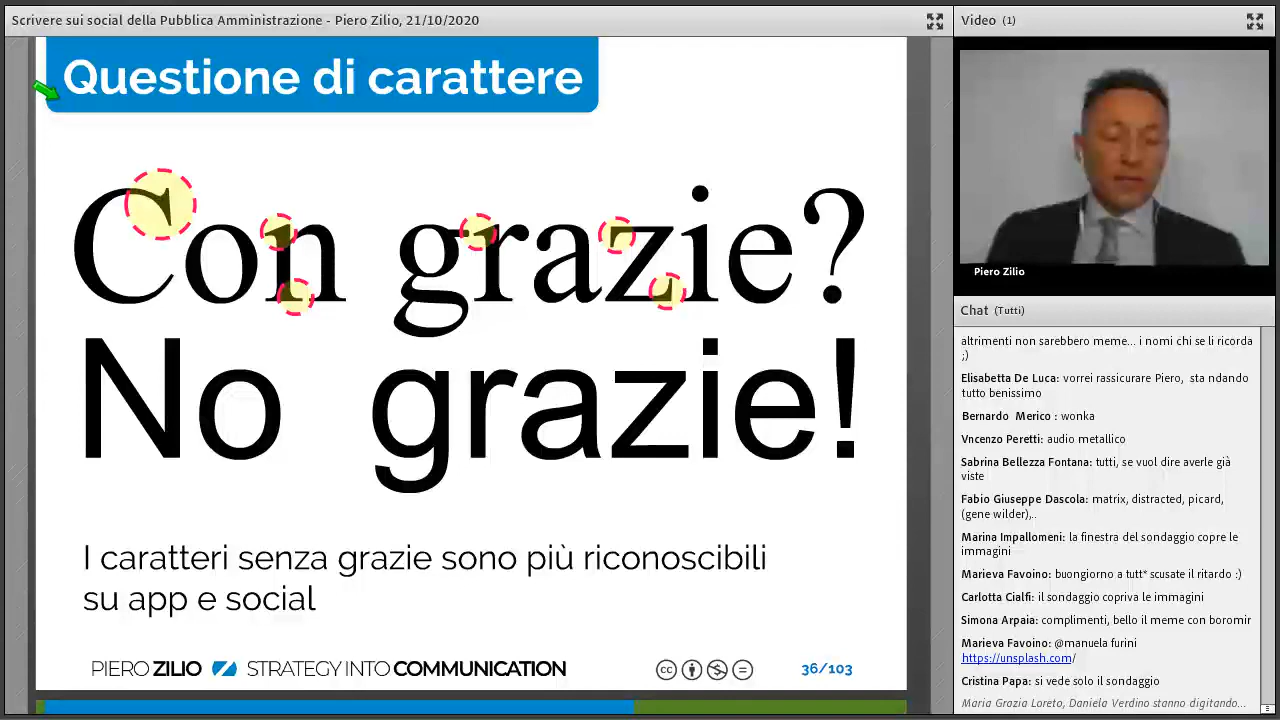 Scrivere sui social della Pubblica Amministrazione - Piero Zilio, 21/10/2020
Questione di carattere
Con grazie?
No grazie!
I caratteri senza grazie sono più riconoscibili
su app e social
PIERO ZILIO STRATEGY INTO COMMUNICATION
cc
36/103
Video (1)
Piero Zilio
Chat (Tutti)
altrimenti non sarebbero meme... i nomi chi se li ricorda
;)
Elisabetta De Luca: vorrei rassicurare Piero, sta ndando
tutto benissimo
Bernardo Merico : wonka
Vncenzo Peretti: audio metallico
Sabrina Bellezza Fontana: tutti, se vuol dire averle già
viste
Fabio Giuseppe Dascola: matrix, distracted, picard,
(gene wilder),..
Marina Impallomeni: la finestra del sondaggio copre le
immagini
Marieva Favoino: buongiorno a tutt* scusate il ritardo :)
Carlotta Cialfi: il sondaggio copriva le immagini
Simona Arpaia: complimenti, bello il meme con boromir
Marieva Favoino: @manuela furini
https://unsplash.com/
Cristina Papa: si vede solo il sondaggio
Maria Grazia Loreto, Daniela Verdino stanno digitando...